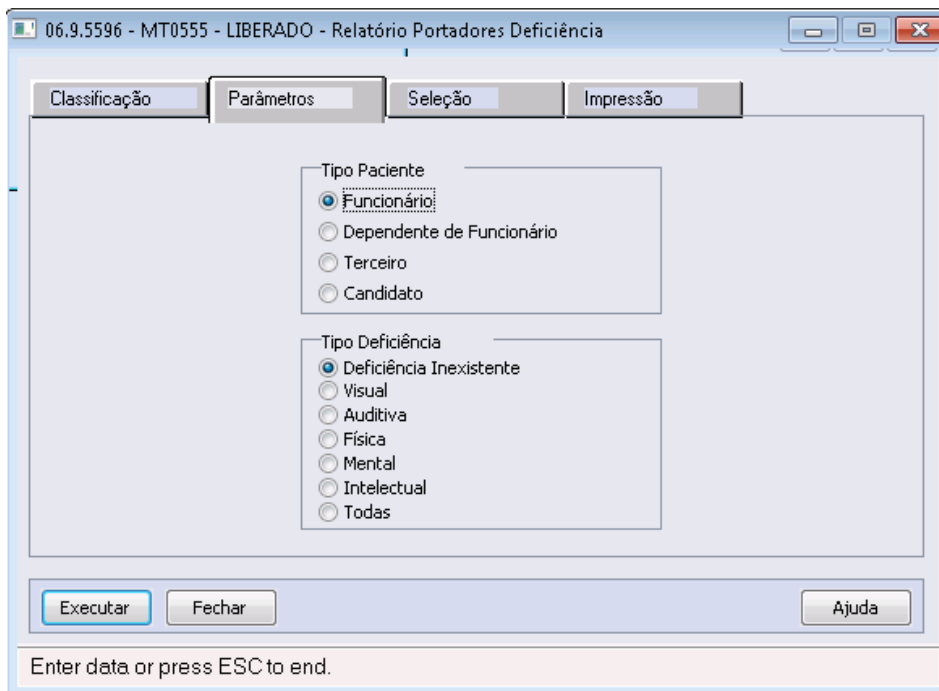 06.9.5596 - MT0555 - LIBERADO - Relatório Portadores Deficiência
Classificação Parâmetros Seleção Impressão
Tipo Paciente
Funcionário
Dependente de Funcionário
Terceiro
Candidato
Tipo Deficiência
Deficiência Inexistente
Visual
Auditiva
Física
Mental
Intelectual
Todas
Executar Fechar Ajuda
Enter data or press ESC to end.